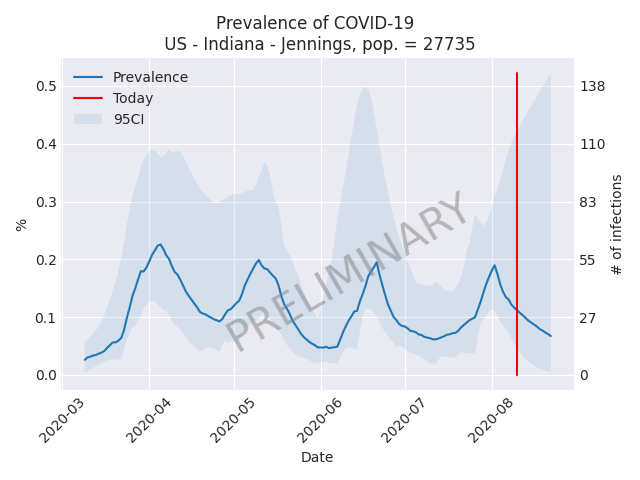 Prevalence of COVID-19
US - Indiana - Jennings, pop. = 27735
Prevalence
Today
95CI
0.5
0.4
0.3
0.2
0.1
0.0
%
138
110
83
55
27
0
# of infections
PRELIMINARY
2020-03
2020-04
2020-05
2020-06
2020-07
2020-08
Date